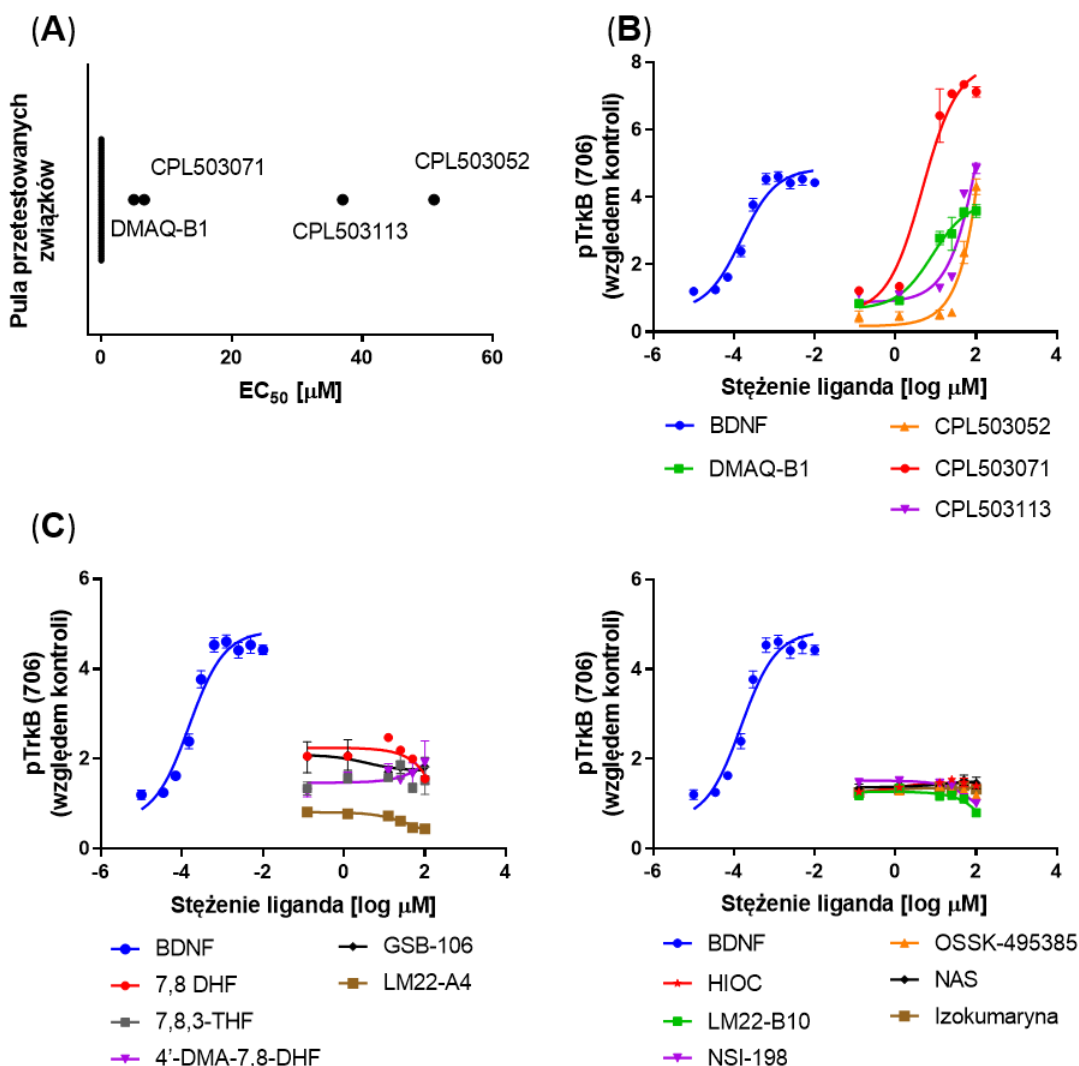 (A)
Pula przetestowanych
związków
CPL503071
CPL503052
DMAQ-B1
CPL503113
0
20
40
60
EC50 [μM]
(B)
pTrkB (706)
(wzgledem kontroli)
8
6
4
2
0
-6
-4
-2
0
2
4
Stężenie liganda [log μM]
BDNF
DMAQ-B1
CPL503052
CPL503071
CPL503113
(C)
pTrkB (706)
(względem kontroli)
6
4
2
0
-6
-4
-2
0
2
4
Stężenie liganda [log μM]
BDNF
7,8 DHF
7,8,3-THF
4'-DMA-7,8-DHF
GSB-106
LM22-A4
pTrkB (706)
(względem kontroli)
6
4
2
0
-6
-4
-2
0
2
4
Stężenie liganda [log μM]
BDNF
HIOC
LM22-B10
NSI-198
OSSK-495385
NAS
Izokumaryna